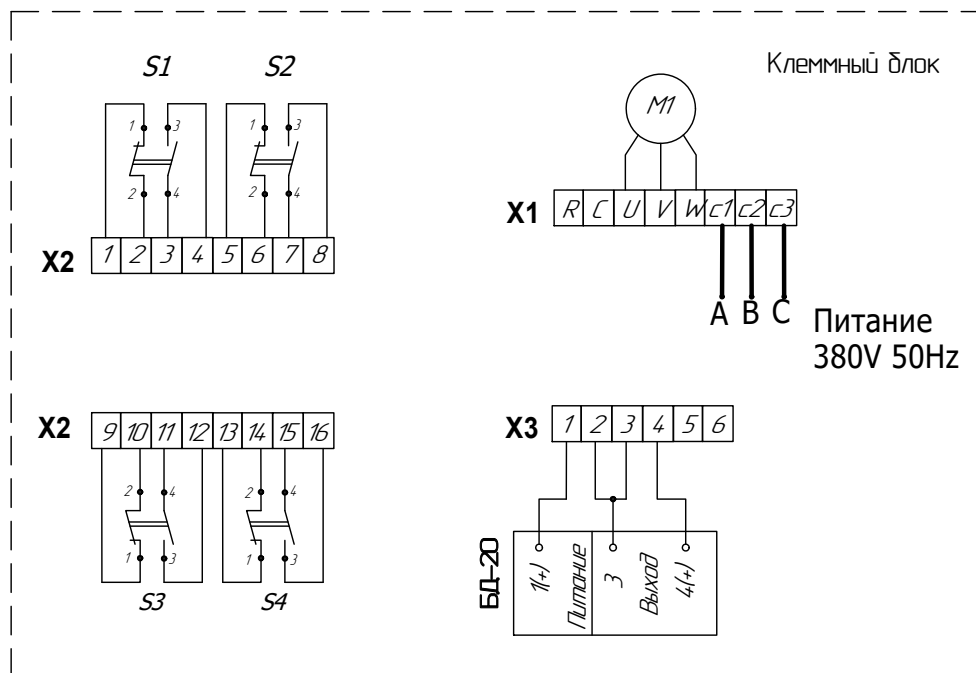 S1 S2
Клеммный блок
M1
1 3 1 3
2 4 2 4
X1 R C U V W c1 c2 c3
X2 1 2 3 4 5 6 7 8
A B C
Питание
380V 50Hz
X2 9 10 11 12 13 14 15 16
X3 1 2 3 4 5 6
2 4 2 4
1 3 1 3
S3 S4
БД-20
1(+)
Питание
3
Выход
4(+)